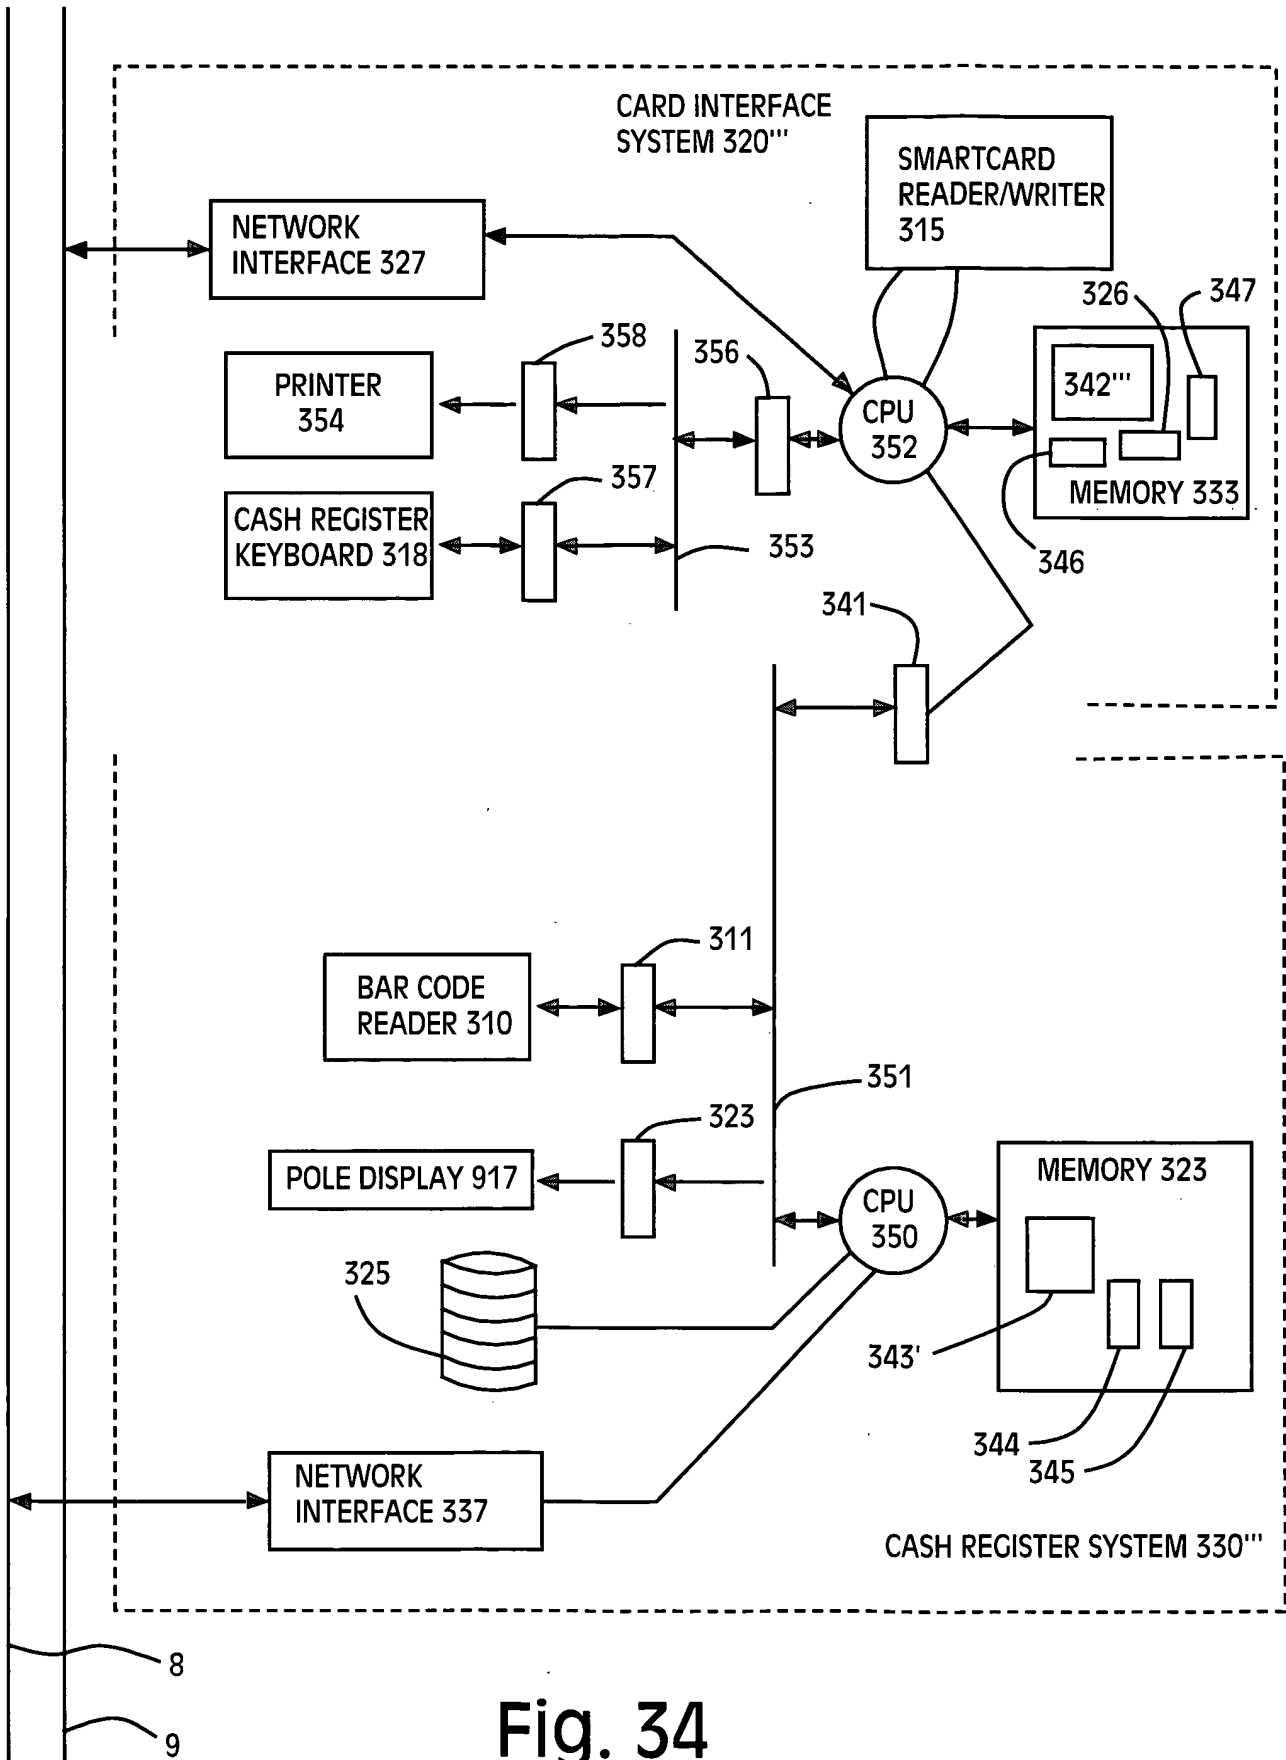 CARD INTERFACE
SYSTEM 320'''
SMARTCARD
READER/WRITER
315
NETWORK
INTERFACE 327
326
347
358
356
PRINTER
354
342'''
CPU
352
357
MEMORY 333
CASH REGISTER
KEYBOARD 318
353
346
341
311
BAR CODE
READER 310
351
323
MEMORY 323
POLE DISPLAY 917
CPU
350
325
343'
344
345
NETWORK
INTERFACE 337
CASH REGISTER SYSTEM 330'''
8
9
Fig. 34